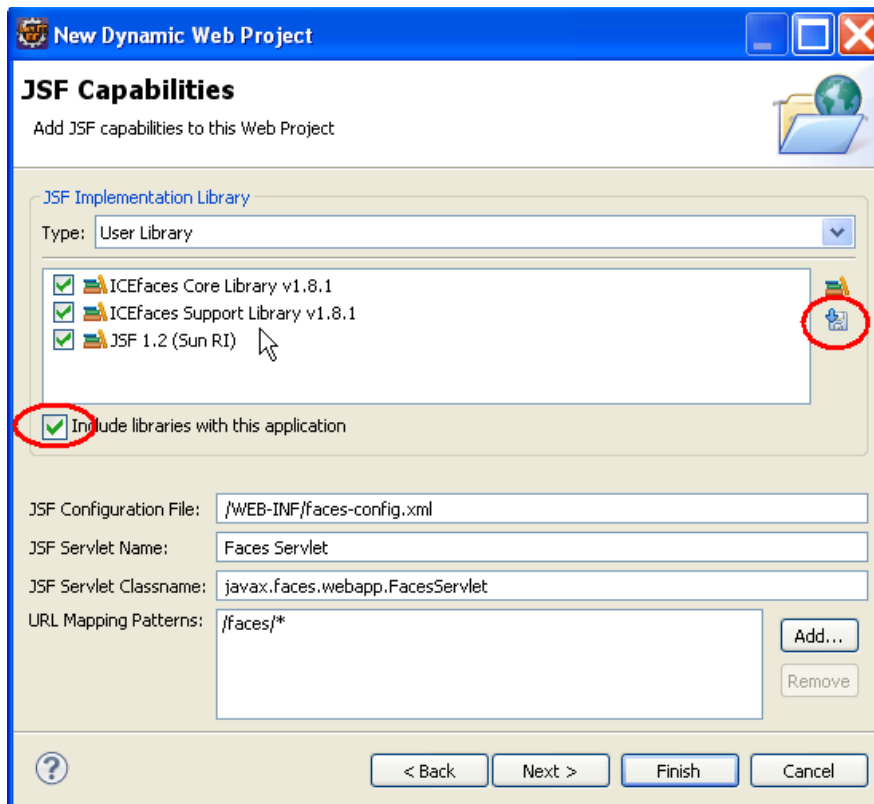 New Dynamic Web Project
JSF Capabilities
Add JSF capabilities to this Web Project
JSF Implementation Library
Type: User Library
ICEfaces Core Library v1.8.1
ICEfaces Support Library v1.8.1
JSF 1.2 (Sun RI)
Include libraries with this application
JSF Configuration File: /WEB-INF/faces-config.xml
JSF Servlet Name: Faces Servlet
JSF Servlet Classname: javax.faces.webapp.FacesServlet
URL Mapping Patterns: /faces/*
Add...
Remove
? < Back Next > Finish Cancel